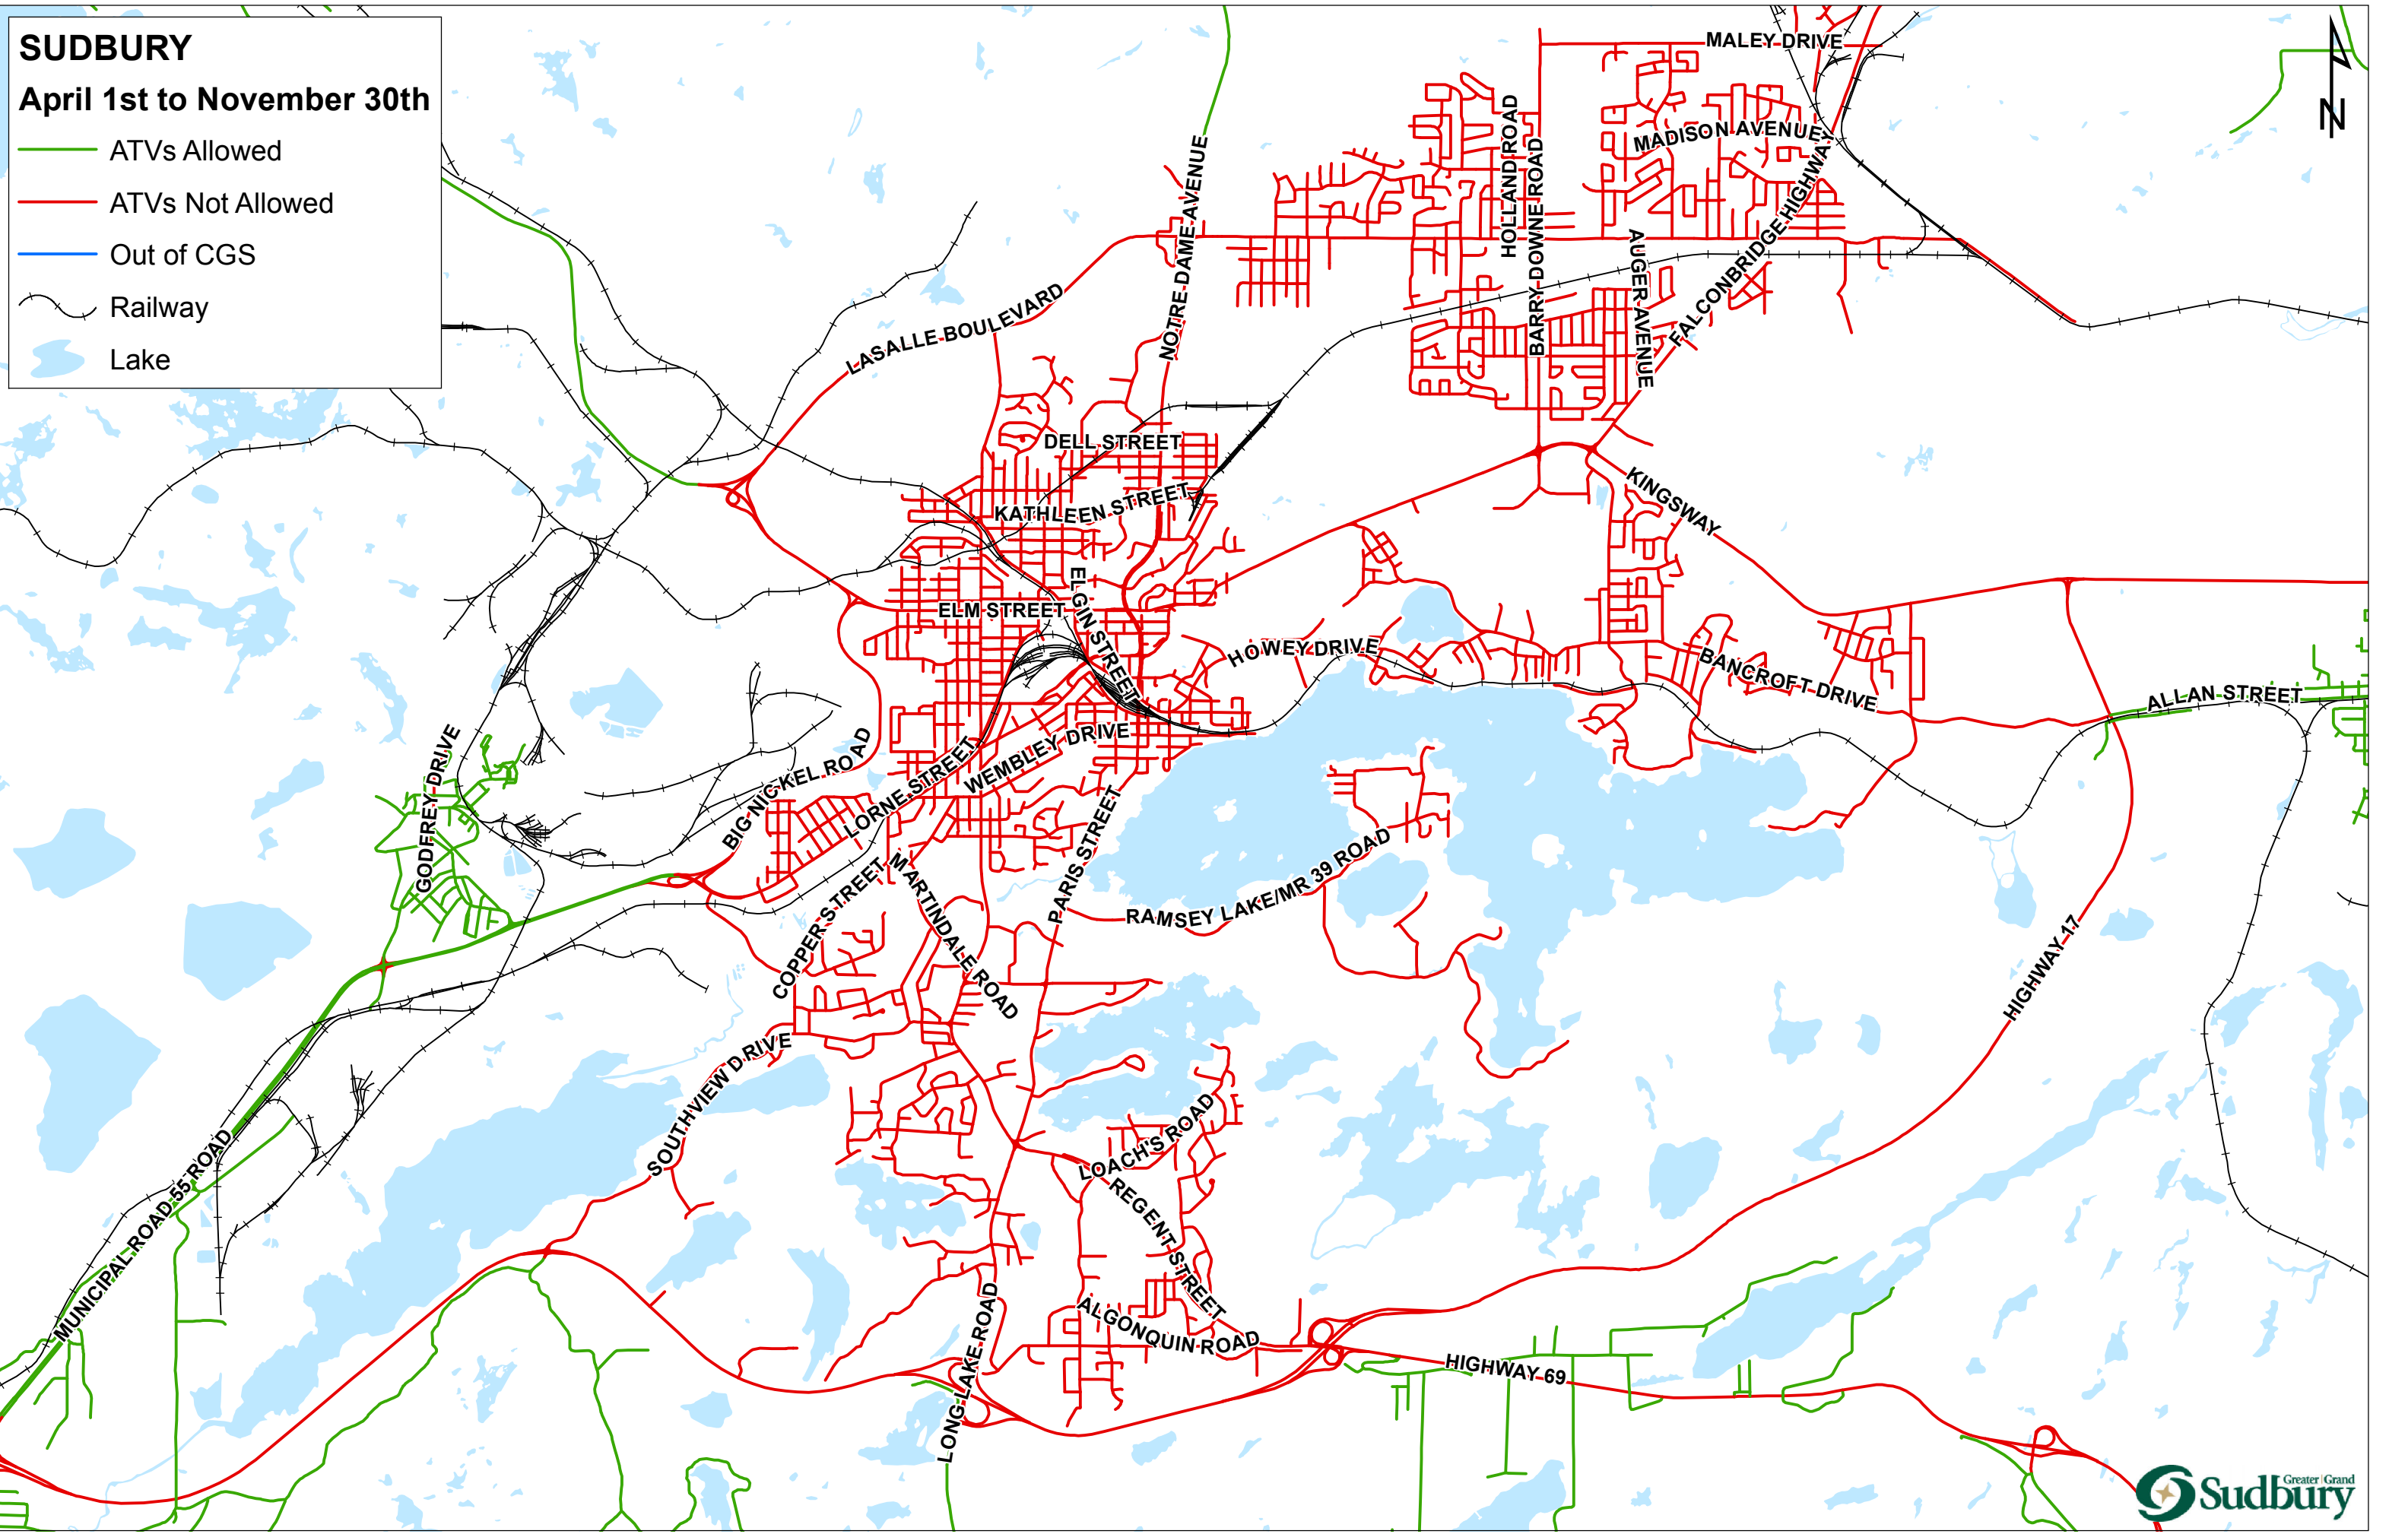 SUDBURY
April 1st to November 30th
ATVs Allowed
ATVs Not Allowed
Out of CGS
Railway
Lake
MALEY DRIVE
N
HOLLAND ROAD
MADISON AVENUE
NOTRE DAME AVENUE
BARRY DOWNE ROAD
AUGER AVENUE
FALCONBRIDGE HIGHWAY
LASALLE BOULEVARD
DELL STREET
KATHLEEN STREET
KINGSWAY
ELM STREET
ELGIN STREET
HOWEY DRIVE
BANCROFT DRIVE
ALLAN STREET
GODFREY DRIVE
BIG NICKEL ROAD
LORNE STREET
WEMBLEY DRIVE
PARIS STREET
RAMSEY LAKE/MR 39 ROAD
COPPER STREET
MARTINDALE ROAD
HIGHWAY 17
SOUTHVIEW DRIVE
MUNICIPAL ROAD 55 ROAD
LOACH'S ROAD
REGENT STREET
ALGONQUIN ROAD
LONG LAKE ROAD
HIGHWAY 69
Greater Grand
Sudbury